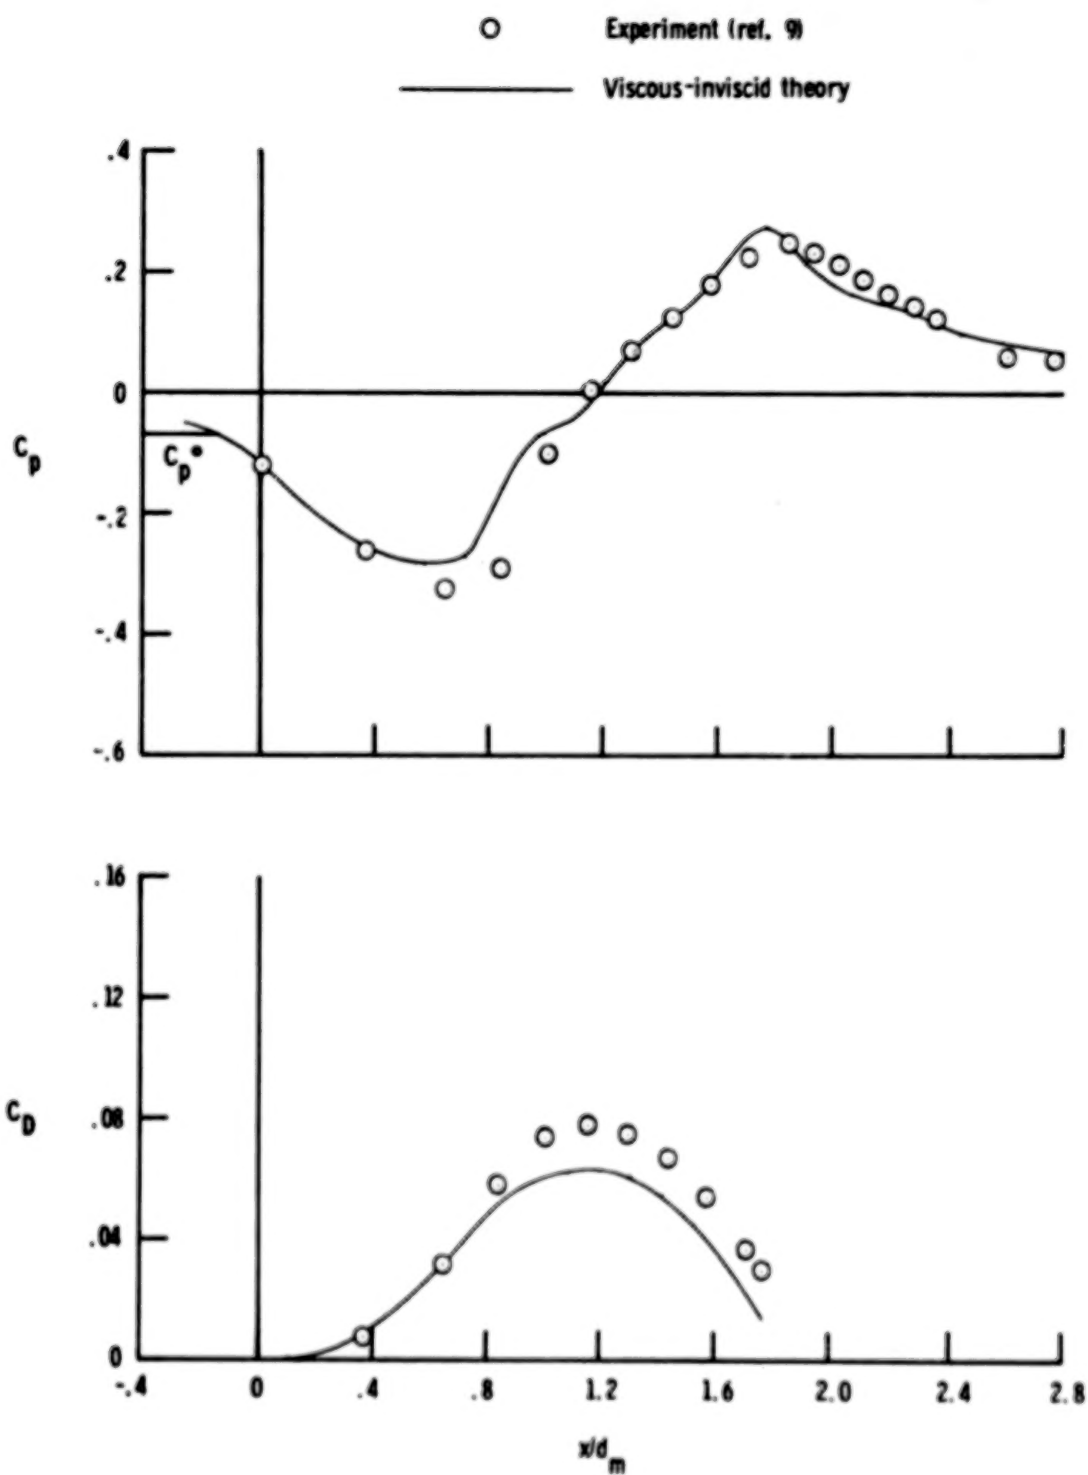 Experiment (ref. 9)
Viscous-inviscid theory
.4
.2
0
C_p
C_p*
-.2
-.4
-.6
.16
.12
C_D
.08
.04
0
-.4 0 .4 .8 1.2 1.6 2.0 2.4 2.8
x/d_m